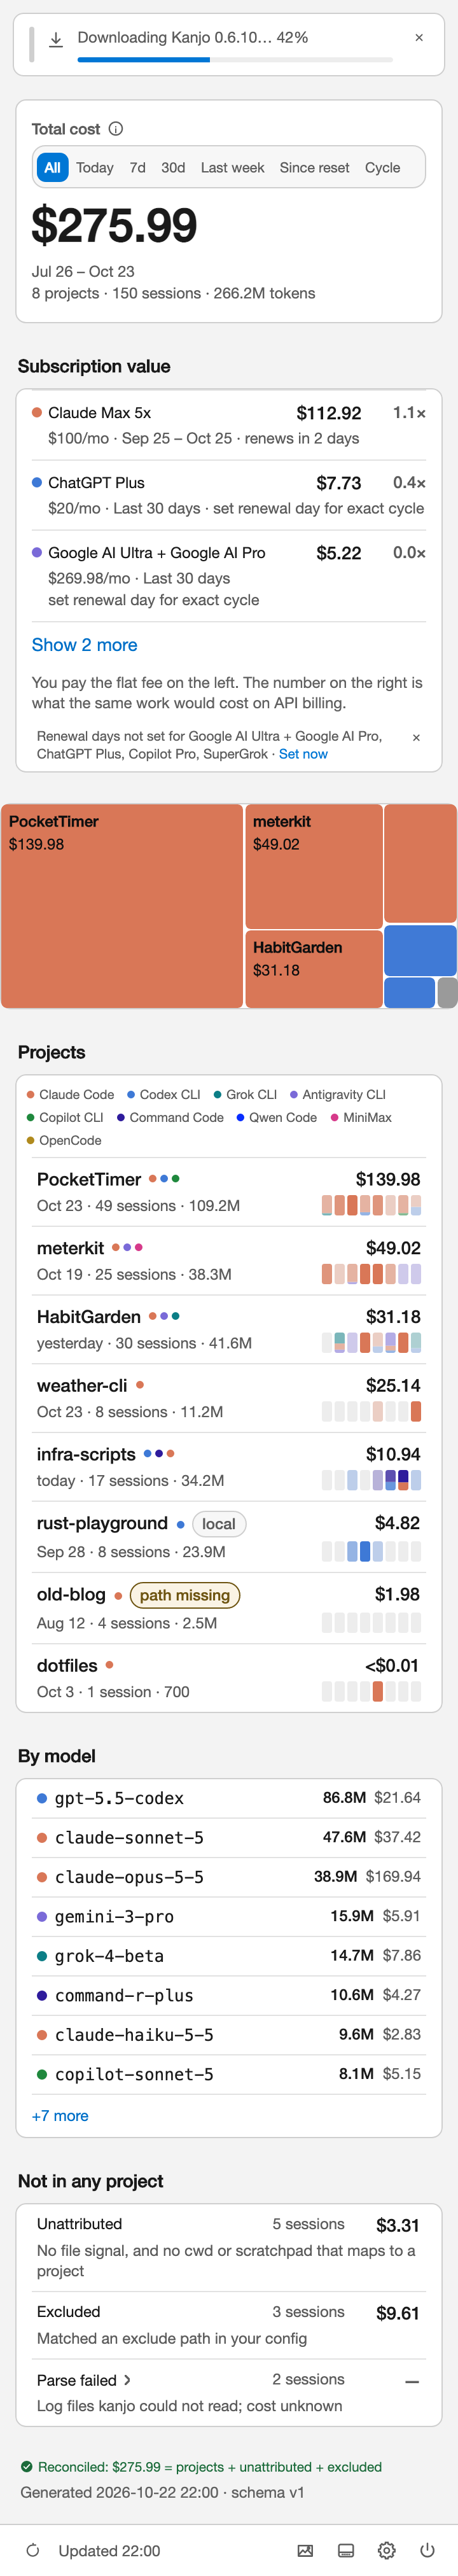 Downloading Kanjo 0.6.10… 42% ×
Total cost
All Today 7d 30d Last week Since reset Cycle
$275.99
Jul 26 – Oct 23
8 projects · 150 sessions · 266.2M tokens
Subscription value
Claude Max 5x $112.92 1.1×
$100/mo · Sep 25 – Oct 25 · renews in 2 days
ChatGPT Plus $7.73 0.4×
$20/mo · Last 30 days · set renewal day for exact cycle
Google AI Ultra + Google AI Pro $5.22 0.0×
$269.98/mo · Last 30 days
set renewal day for exact cycle
Show 2 more
You pay the flat fee on the left. The number on the right is
what the same work would cost on API billing.
Renewal days not set for Google AI Ultra + Google AI Pro, ×
ChatGPT Plus, Copilot Pro, SuperGrok · Set now
PocketTimer
$139.98
meterkit
$49.02
HabitGarden
$31.18
Projects
Claude Code Codex CLI Grok CLI Antigravity CLI
Copilot CLI Command Code Qwen Code MiniMax
OpenCode
PocketTimer $139.98
Oct 23 · 49 sessions · 109.2M
meterkit $49.02
Oct 19 · 25 sessions · 38.3M
HabitGarden $31.18
yesterday · 30 sessions · 41.6M
weather-cli $25.14
Oct 23 · 8 sessions · 11.2M
infra-scripts $10.94
today · 17 sessions · 34.2M
rust-playground local $4.82
Sep 28 · 8 sessions · 23.9M
old-blog path missing $1.98
Aug 12 · 4 sessions · 2.5M
dotfiles <$0.01
Oct 3 · 1 session · 700
By model
gpt-5.5-codex 86.8M $21.64
claude-sonnet-5 47.6M $37.42
claude-opus-5-5 38.9M $169.94
gemini-3-pro 15.9M $5.91
grok-4-beta 14.7M $7.86
command-r-plus 10.6M $4.27
claude-haiku-5-5 9.6M $2.83
copilot-sonnet-5 8.1M $5.15
+7 more
Not in any project
Unattributed 5 sessions $3.31
No file signal, and no cwd or scratchpad that maps to a
project
Excluded 3 sessions $9.61
Matched an exclude path in your config
Parse failed 2 sessions —
Log files kanjo could not read; cost unknown
Reconciled: $275.99 = projects + unattributed + excluded
Generated 2026-10-22 22:00 · schema v1
Updated 22:00